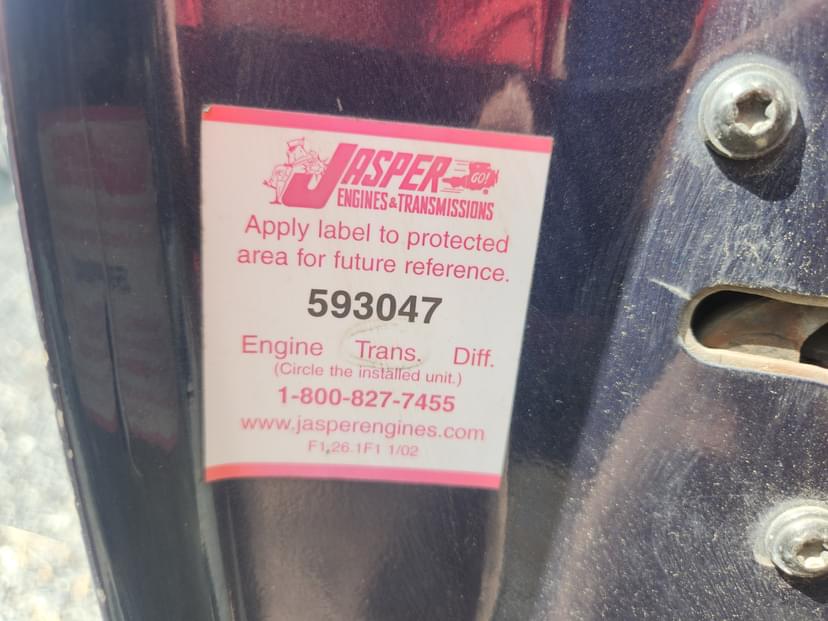 JASPER
GO!
ENGINES & TRANSMISSIONS
Apply label to protected
area for future reference.
593047
Engine Trans. Diff.
(Circle the installed unit.)
1-800-827-7455
www.jasperengines.com
F1,26.1F1 1/02